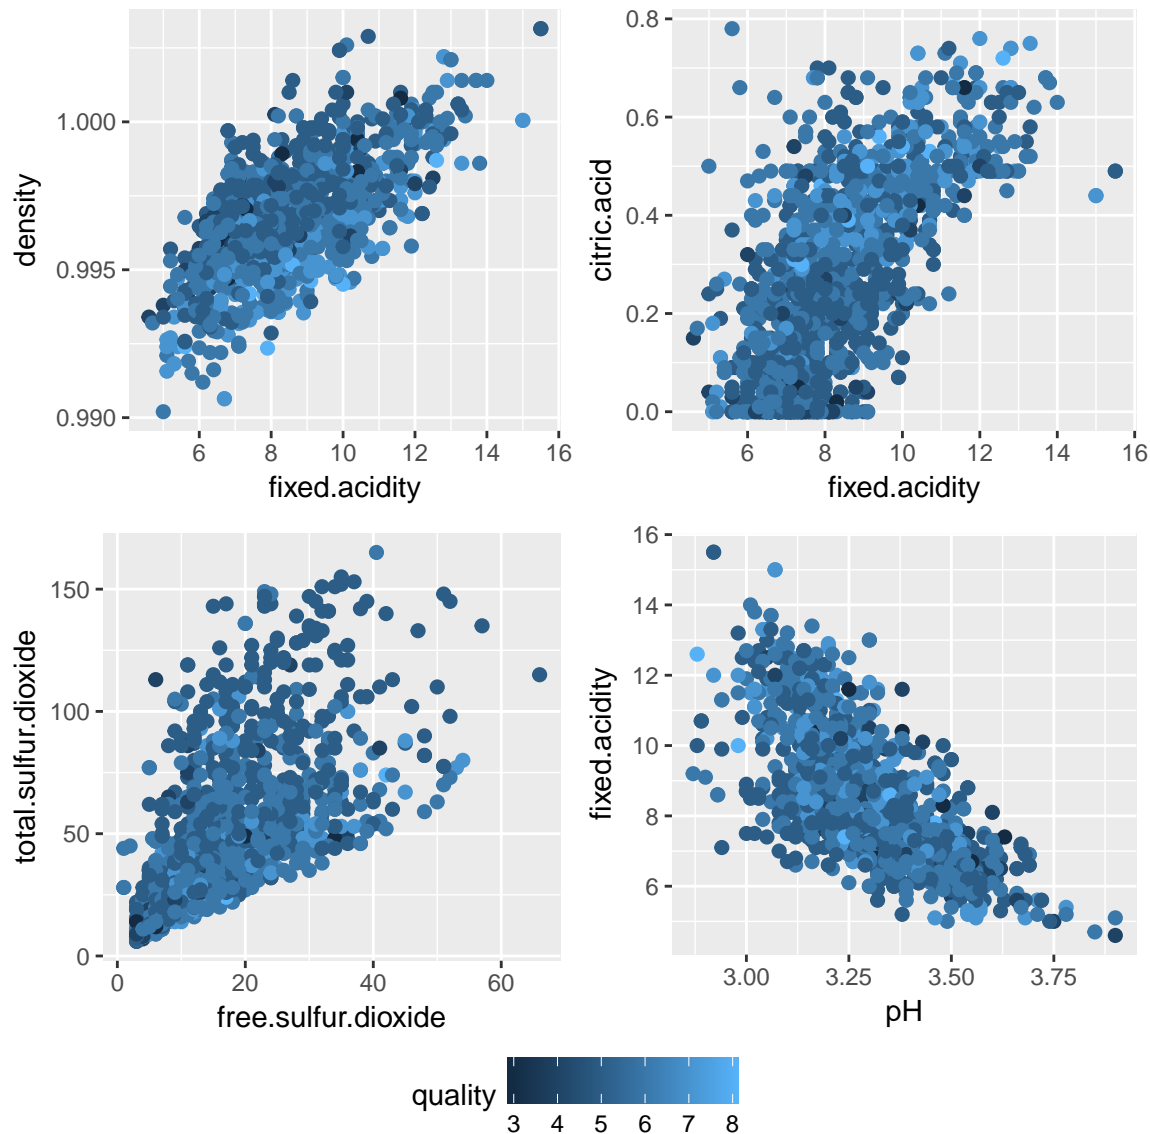 density
1.000
0.995
0.990
6 8 10 12 14 16
fixed.acidity
citric.acid
0.8
0.6
0.4
0.2
0.0
6 8 10 12 14 16
fixed.acidity
total.sulfur.dioxide
150
100
50
0
0 20 40 60
free.sulfur.dioxide
fixed.acidity
16
14
12
10
8
6
3.00 3.25 3.50 3.75
pH
quality
3 4 5 6 7 8